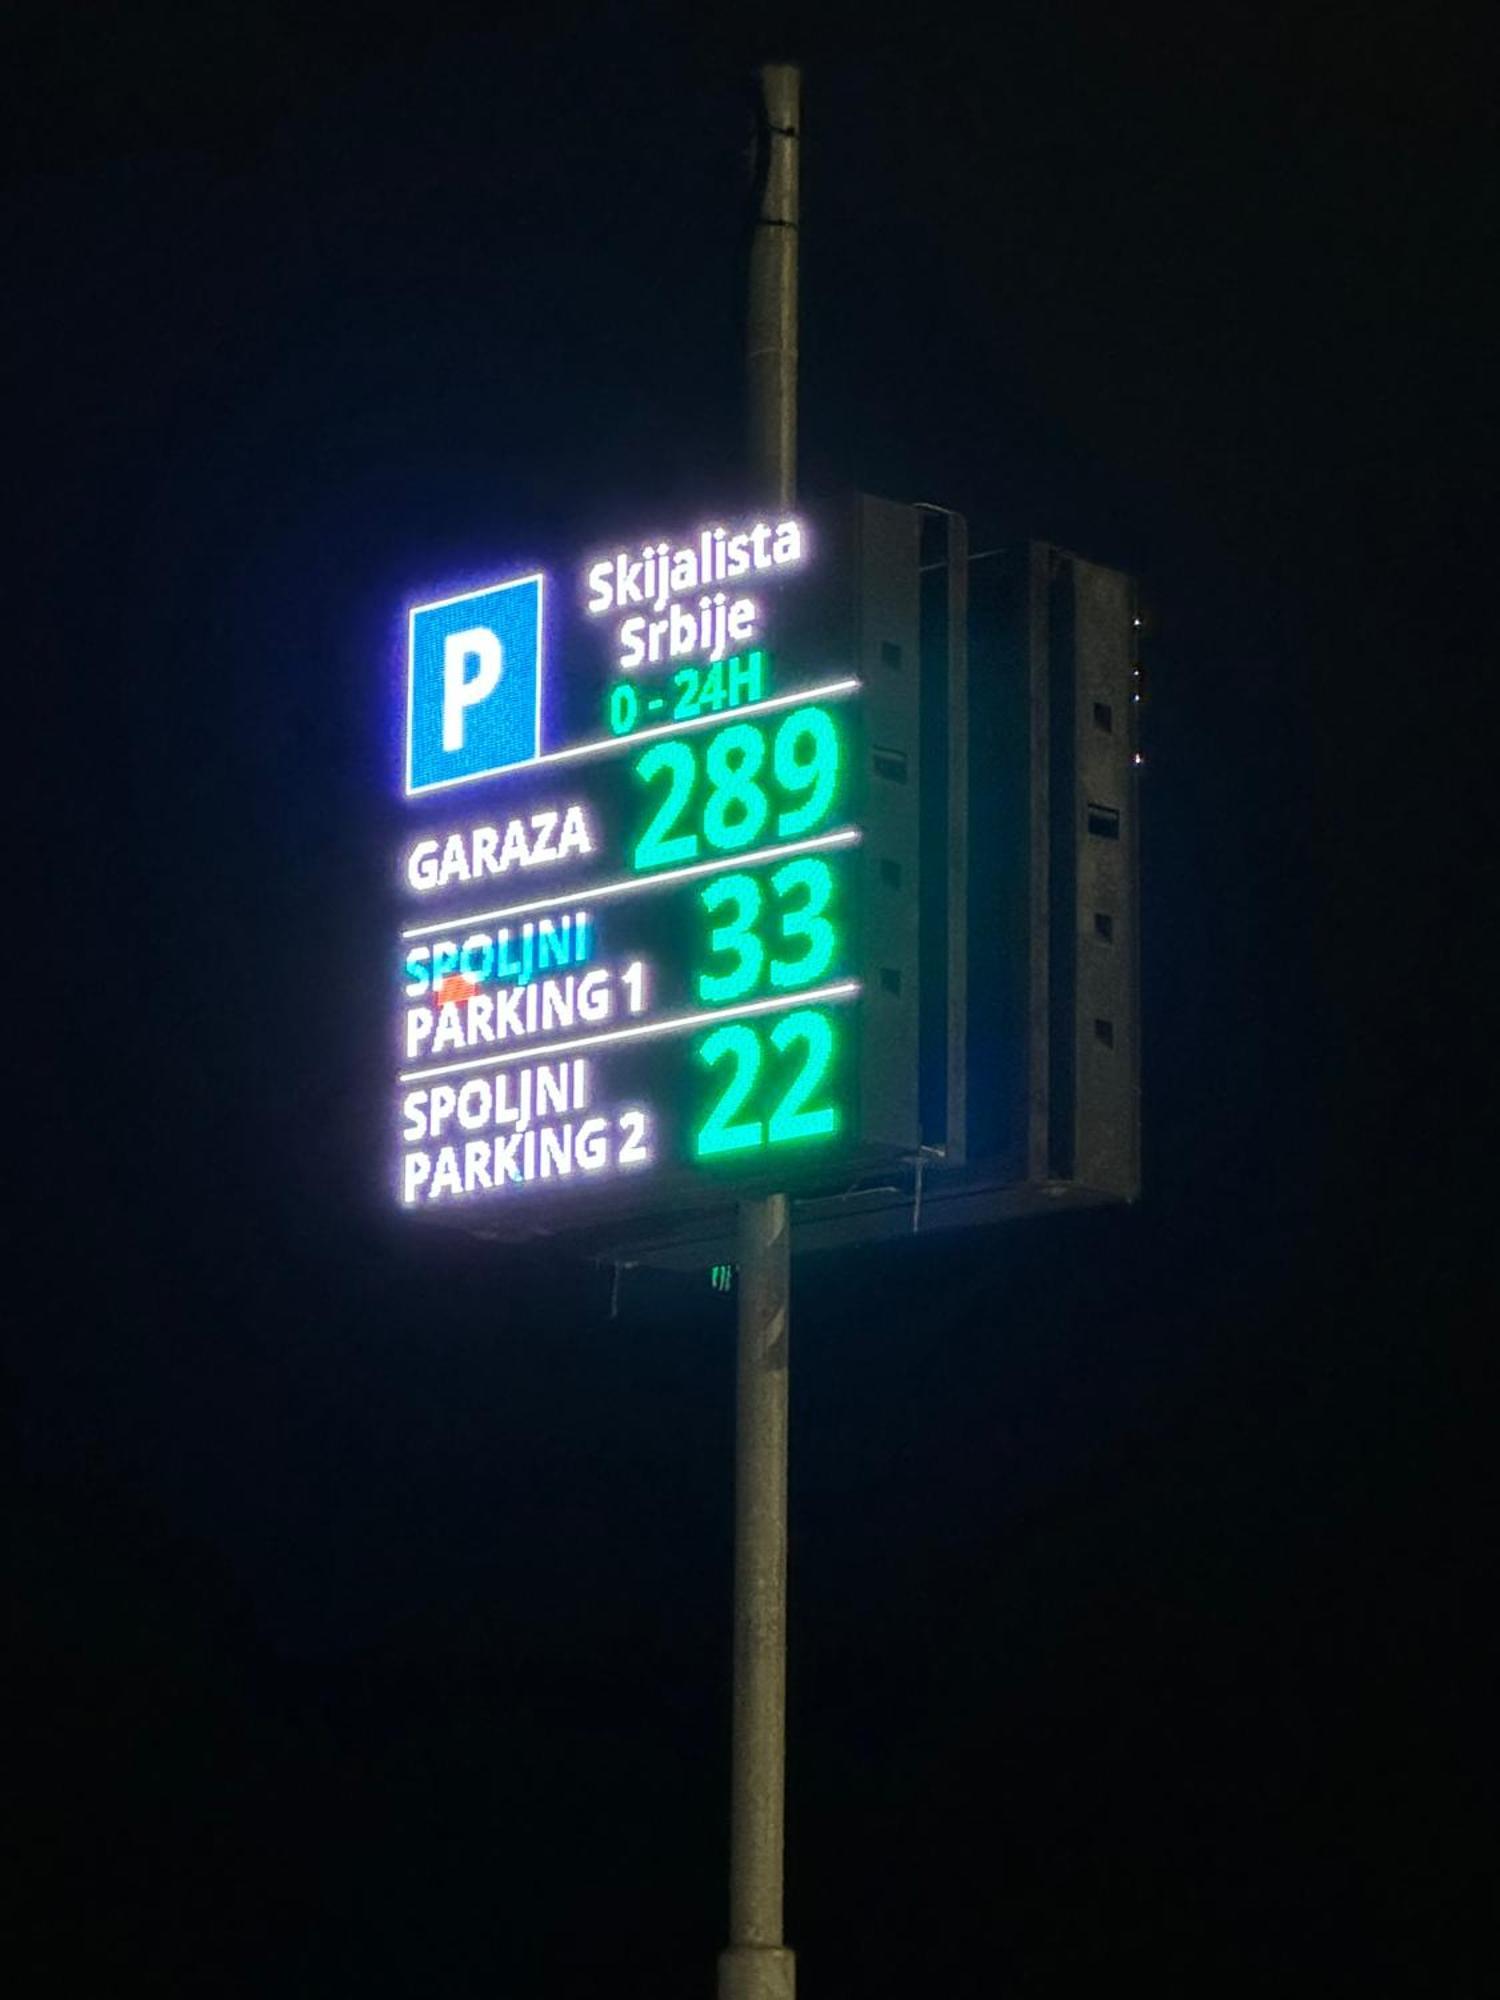 P
Skijalista
Srbije
0 - 24H
GARAZA 289
SPOLJNI
PARKING 1 33
SPOLJNI
PARKING 2 22